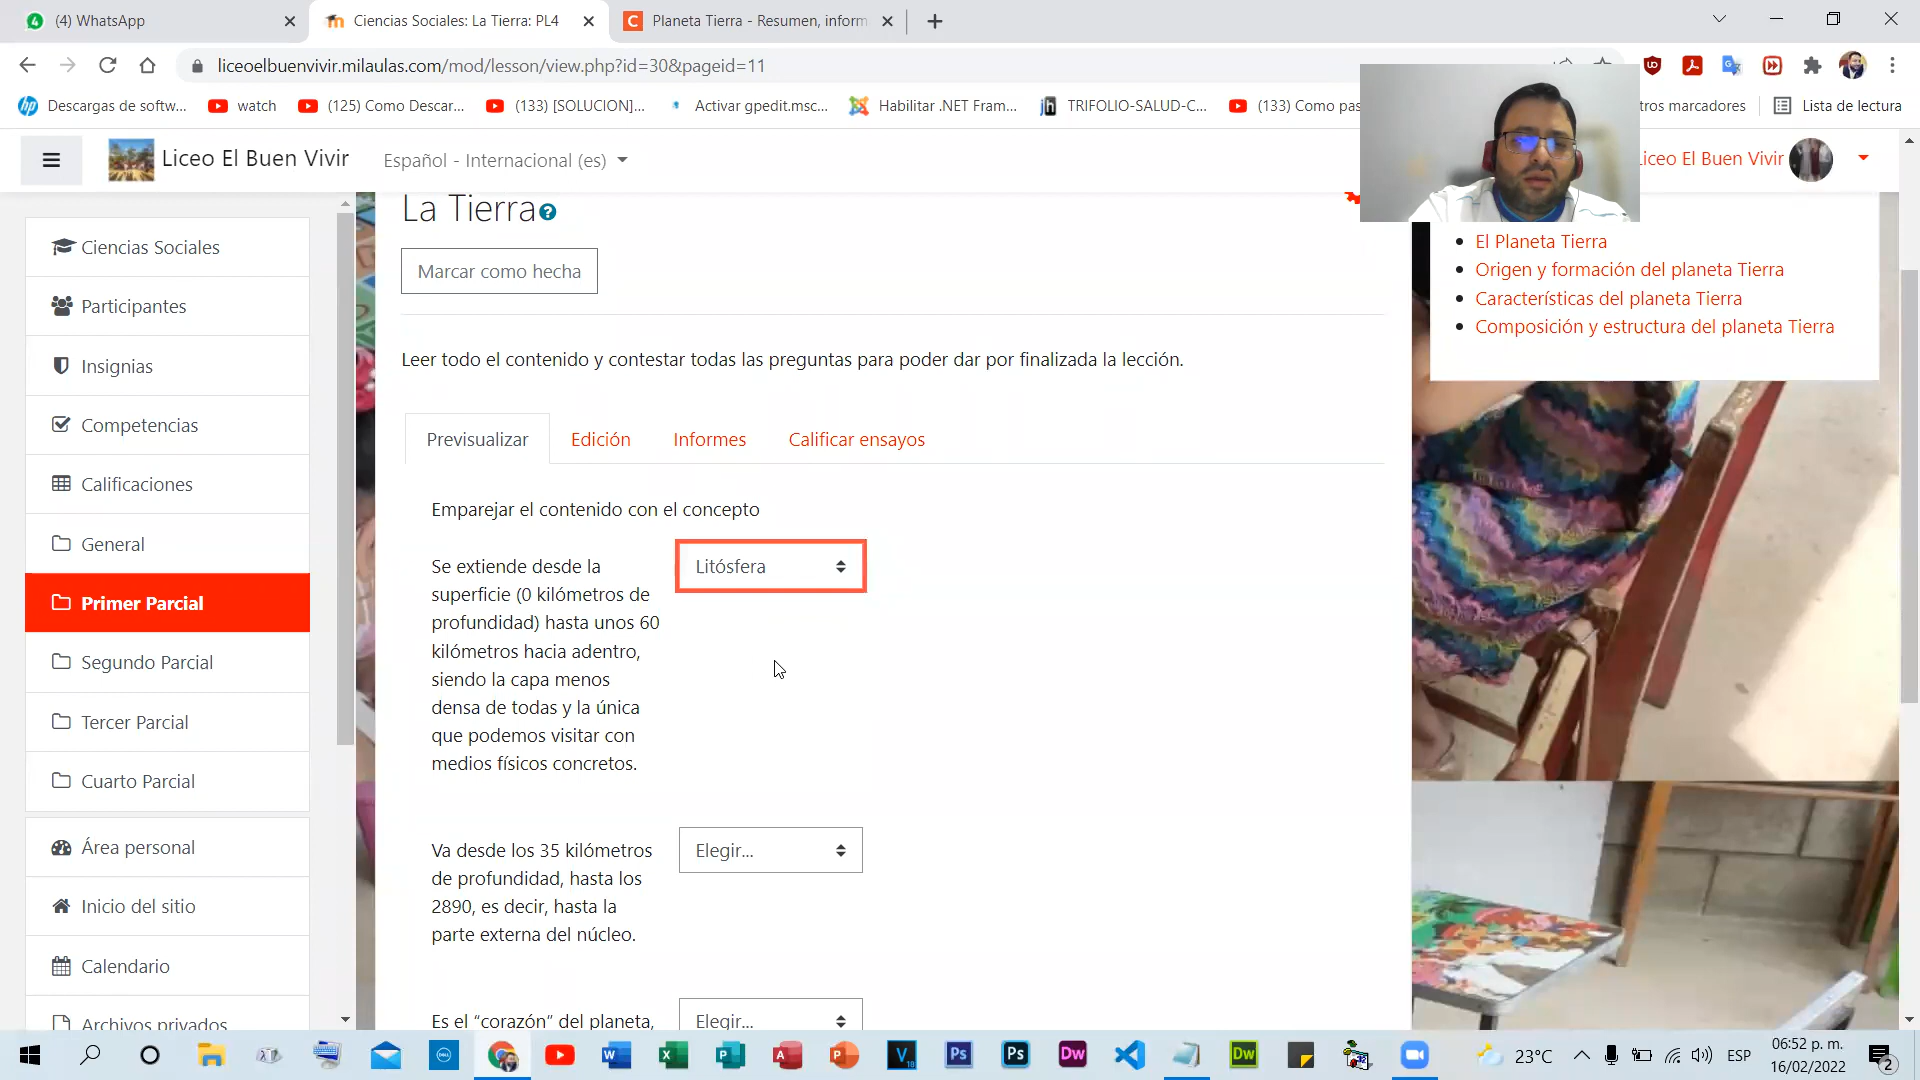 (4) WhatsApp
Ciencias Sociales: La Tierra: PL4
Planeta Tierra - Resumen, inform
liceoelbuenvivir.milaulas.com/mod/lesson/view.php?id=30&pageid=11
Descargas de softw...
watch
(125) Como Descar...
(133) [SOLUCION]...
Activar gpedit.msc...
Habilitar .NET Fram...
TRIFOLIO-SALUD-C...
(133) Como pas
tros marcadores
Lista de lectura
Liceo El Buen Vivir
Español - Internacional (es)
iceo El Buen Vivir
Ciencias Sociales
Participantes
Insignias
Competencias
Calificaciones
General
Primer Parcial
Segundo Parcial
Tercer Parcial
Cuarto Parcial
Área personal
Inicio del sitio
Calendario
Archivos privados
La Tierra
Marcar como hecha
Leer todo el contenido y contestar todas las preguntas para poder dar por finalizada la lección.
Previsualizar
Edición
Informes
Calificar ensayos
Emparejar el contenido con el concepto
Se extiende desde la
superficie (0 kilómetros de
profundidad) hasta unos 60
kilómetros hacia adentro,
siendo la capa menos
densa de todas y la única
que podemos visitar con
medios físicos concretos.
Litósfera
Va desde los 35 kilómetros
de profundidad, hasta los
2890, es decir, hasta la
parte externa del núcleo.
Elegir...
Es el “corazón” del planeta,
Elegir...
El Planeta Tierra
Origen y formación del planeta Tierra
Características del planeta Tierra
Composición y estructura del planeta Tierra
23°C
ESP
06:52 p. m.
16/02/2022
2